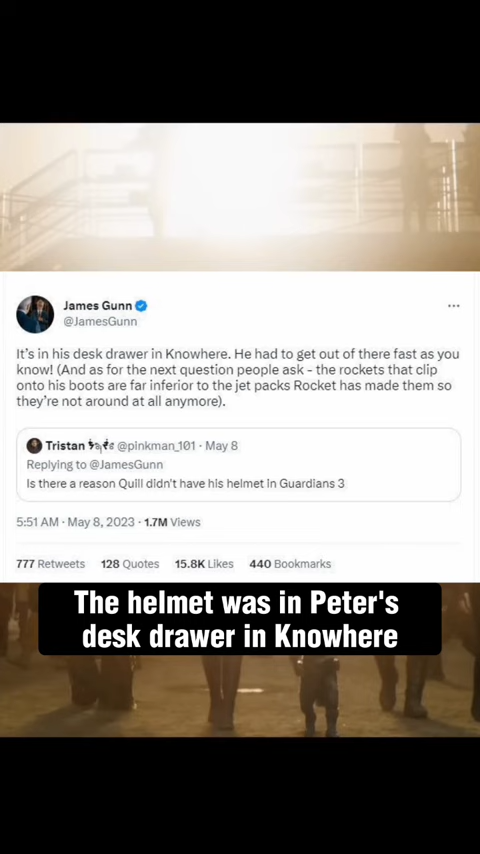 James Gunn
@JamesGunn
It's in his desk drawer in Knowhere. He had to get out of there fast as you
know! (And as for the next question people ask - the rockets that clip
onto his boots are far inferior to the jet packs Rocket has made them so
they're not around at all anymore).
Tristan @pinkman_101 · May 8
Replying to @JamesGunn
Is there a reason Quill didn't have his helmet in Guardians 3
5:51 AM · May 8, 2023 · 1.7M Views
777 Retweets 128 Quotes 15.8K Likes 440 Bookmarks
The helmet was in Peter's
desk drawer in Knowhere